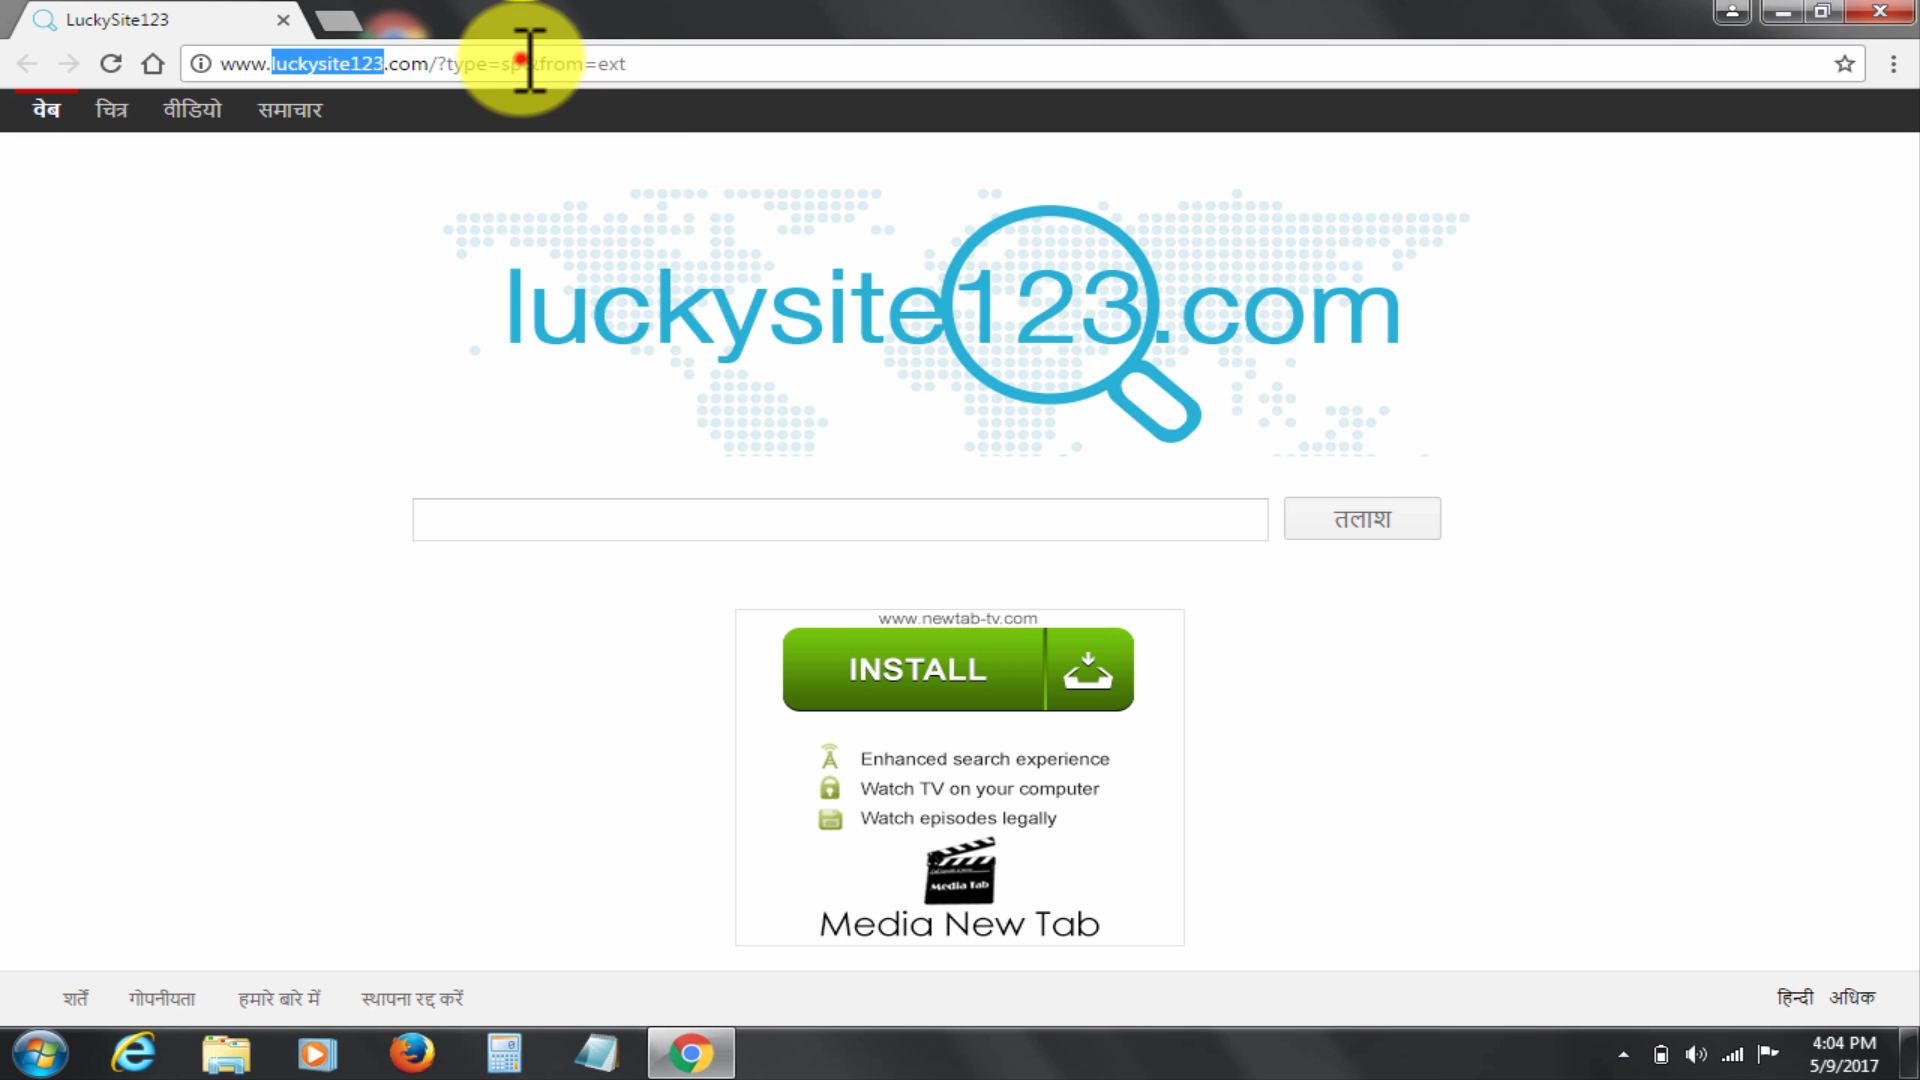 LuckySite123
www.luckysite123.com/?type=sp&from=ext
वेब चित्र वीडियो समाचार
luckysite123.com
तलाश
www.newtab-tv.com
INSTALL
Enhanced search experience
Watch TV on your computer
Watch episodes legally
Media Tab
Media New Tab
शर्तें गोपनीयता हमारे बारे में स्थापना रद्द करें हिन्दी अधिक
4:04 PM
5/9/2017